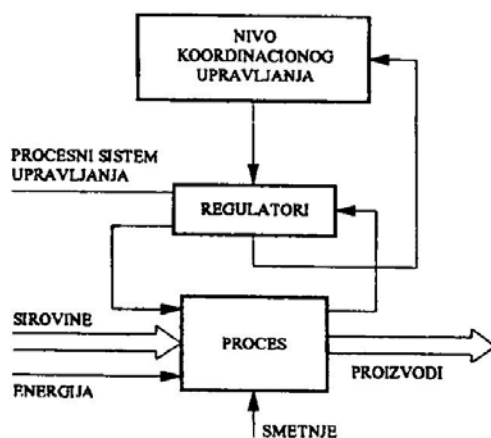 NIVO
KOORDINACIONOG
UPRAVLJANJA
PROCESNI SISTEM
UPRAVLJANJA
REGULATORI
SIROVINE
PROCES
PROIZVODI
ENERGIJA
SMETNJE